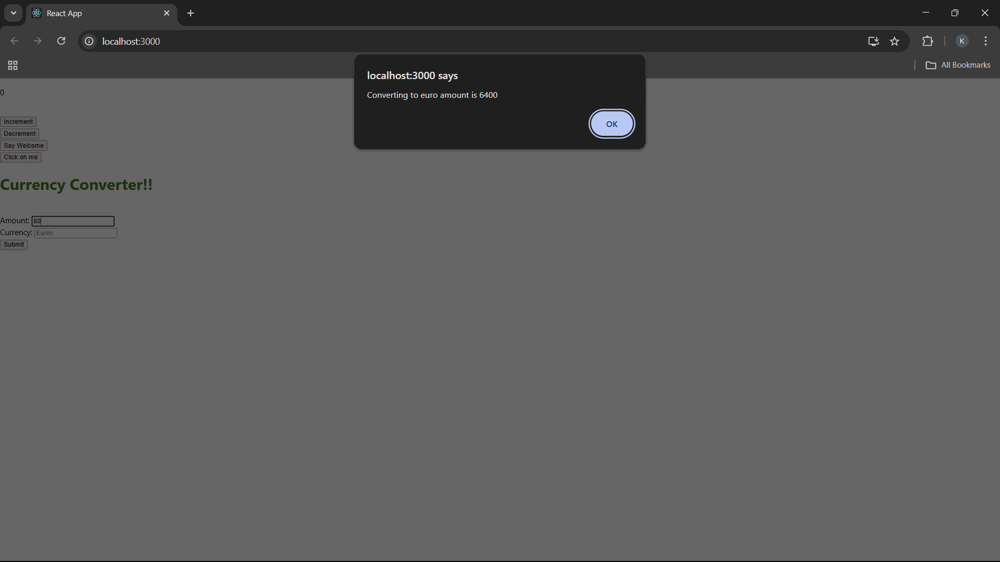 React App
localhost:3000
K
All Bookmarks
localhost:3000 says
Converting to euro amount is 6400
OK
0
Increment
Decrement
Say Welcome
Click on me
Currency Converter!!
Amount: 80
Currency: Euros
Submit